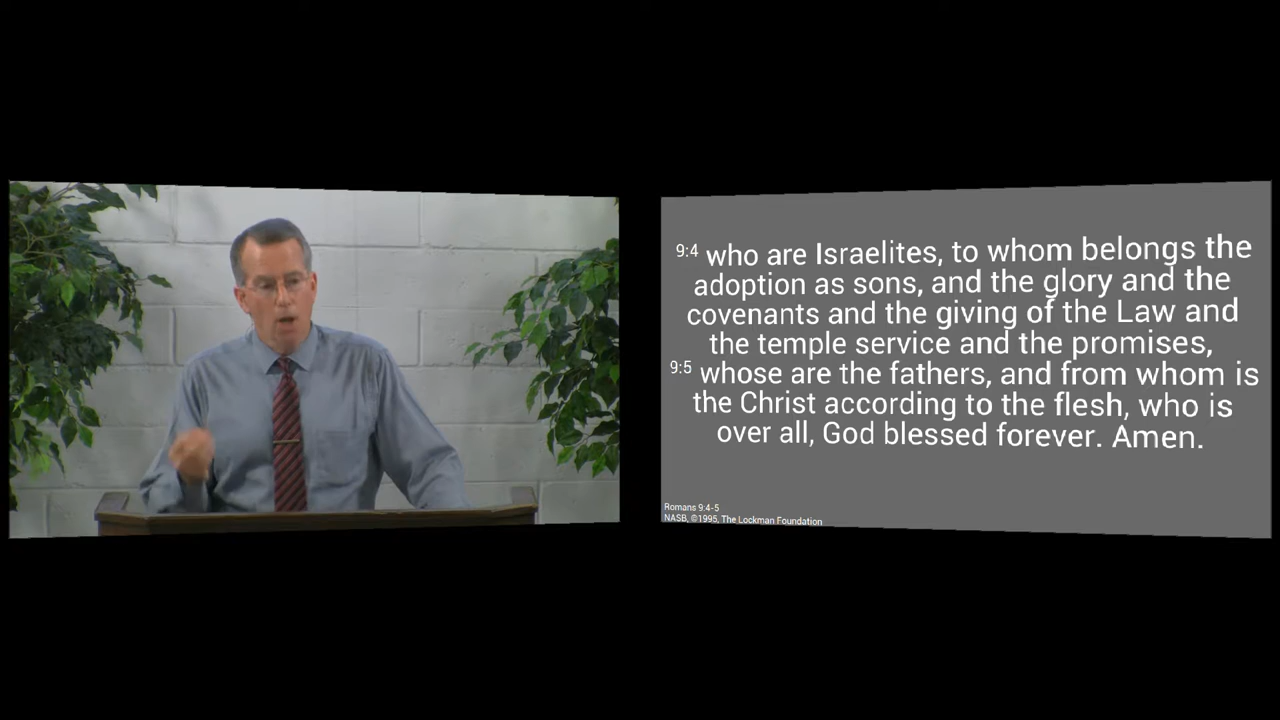 9:4 who are Israelites, to whom belongs the
adoption as sons, and the glory and the
covenants and the giving of the Law and
the temple service and the promises,
9:5 whose are the fathers, and from whom is
the Christ according to the flesh, who is
over all, God blessed forever. Amen.
Romans 9:4-5
NASB, ©1995, The Lockman Foundation